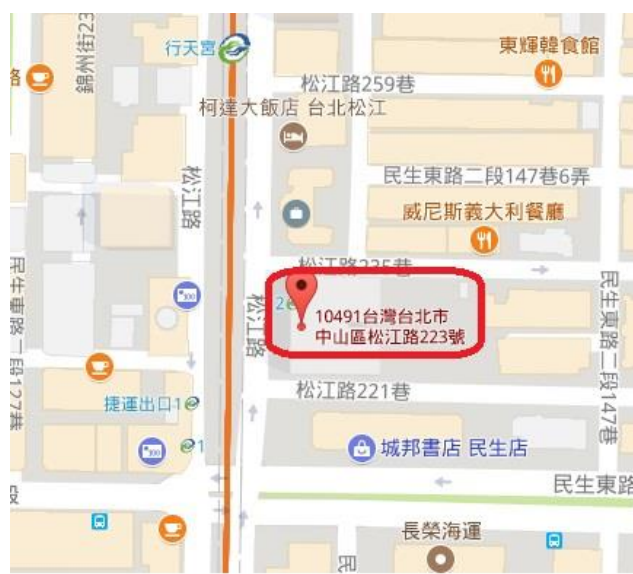 錦州街23
行天宮
東輝韓食館
松江路259巷
柯達大飯店 台北松江
民生東路二段147巷6弄
松江路
威尼斯義大利餐廳
松江路235巷
民生東路二段127巷
松江路
2
10491台灣台北市
中山區松江路223號
民生東路二段147巷
捷運出口1
松江路221巷
1
城邦書店 民生店
段
民生東路
長榮海運
民